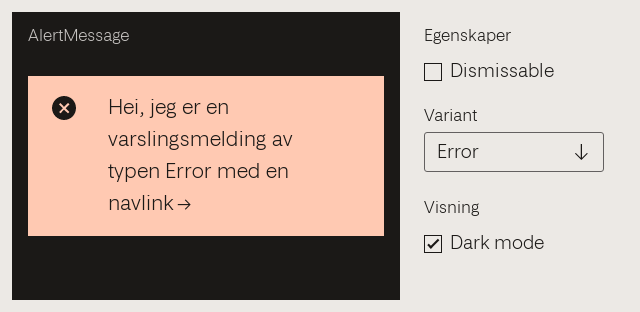 AlertMessage
Hei, jeg er en
varslingsmelding av
typen Error med en
navlink→
Egenskaper
Dismissable
Variant
Error
Visning
Dark mode